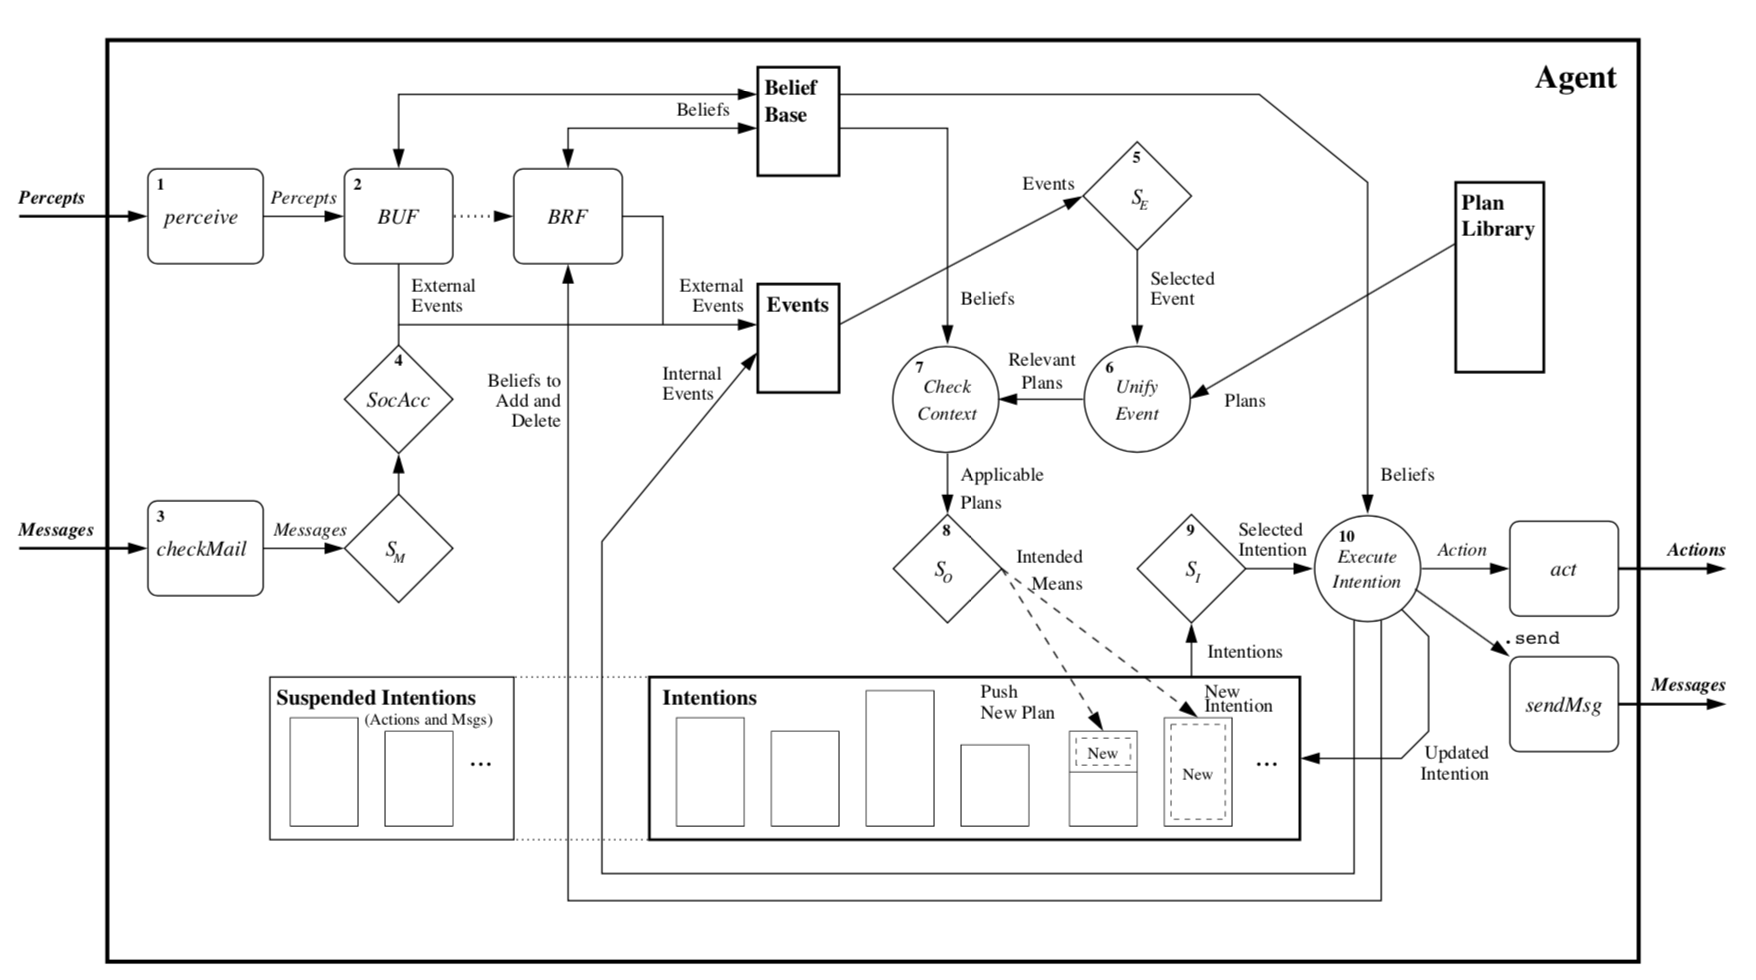 Agent
Belief
Base
Beliefs
5
S_E
Events
Plan
Library
Percepts
1
perceive
Percepts
2
BUF
BRF
External
Events
External
Events
Events
Beliefs
Selected
Event
4
SocAcc
Beliefs to
Add and
Delete
Internal
Events
7
Check
Context
Relevant
Plans
6
Unify
Event
Plans
Applicable
Plans
Beliefs
Messages
3
checkMail
Messages
S_M
8
S_O
Intended
Means
9
S_I
Selected
Intention
10
Execute
Intention
Action
act
Actions
.send
sendMsg
Messages
Intentions
Suspended Intentions
(Actions and Msgs)
...
Intentions
Push
New Plan
New
New
Intention
New
...
Updated
Intention